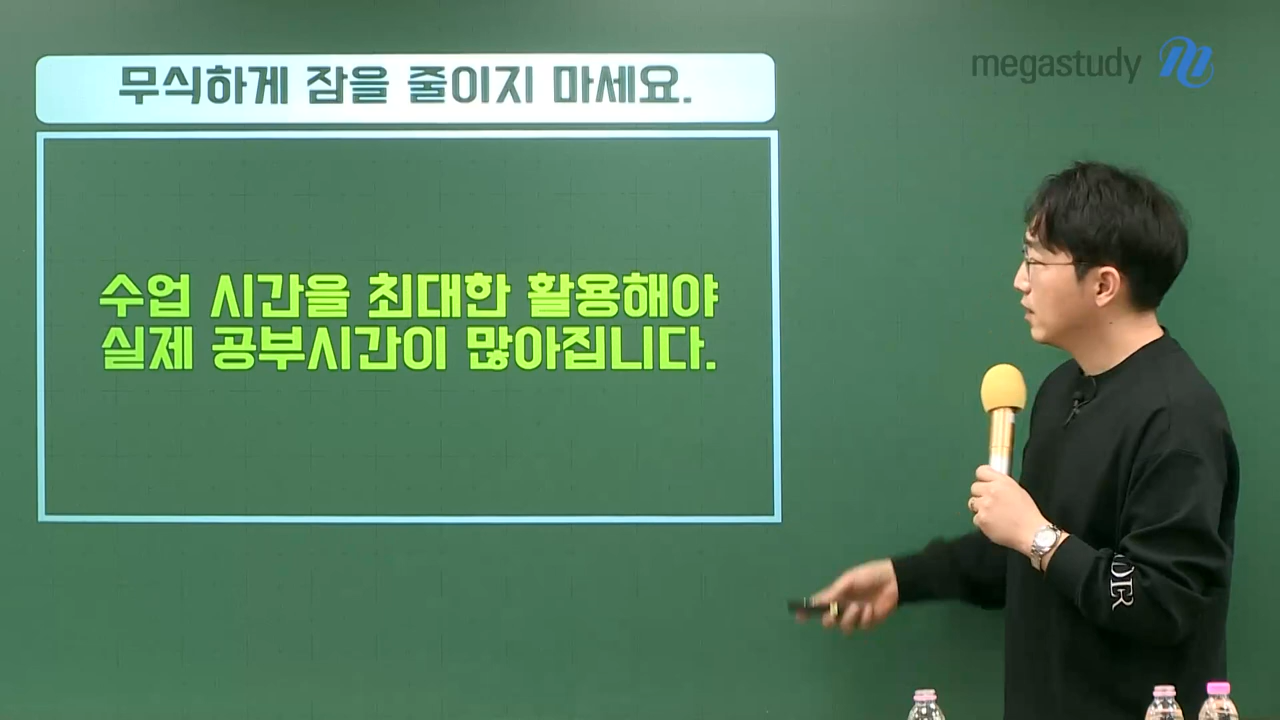 무식하게 잠을 줄이지 마세요.
megastudy
수업 시간을 최대한 활용해야
실제 공부시간이 많아집니다.